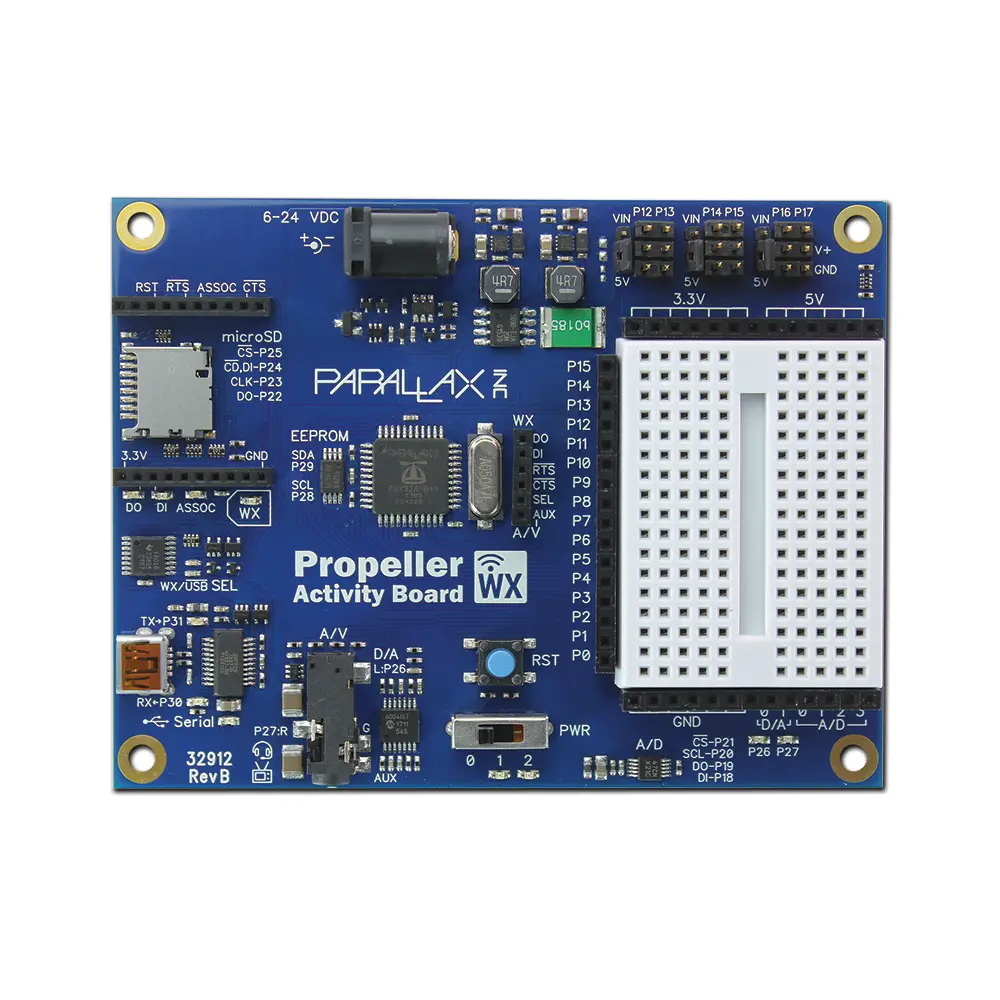 6-24 VDC
VIN P12 P13
VIN P14 P15
VIN P16 P17
V+
GND
5V
5V
5V
3.3V
5V
RST RTS ASSOC CTS
microSD
CS-P25
CD,DI-P24
CLK-P23
DO-P22
4R7
4R7
b0185
PARALLAX INC
P15
P14
P13
P12
P11
P10
P9
P8
P7
P6
P5
P4
P3
P2
P1
P0
EEPROM
SDA
P29
SCL
P28
WX
DO
DI
RTS
CTS
SEL
AUX
A/V
3.3V
GND
DO DI ASSOC
WX
WX/USB SEL
Propeller WX
Activity Board
TX P31
RX P30
Serial
A/V
D/A
L:P26
P27:R
G
AUX
RST
PWR
0 1 2
32912
RevB
GND
0 1 0 1 2 3
D/A A/D
P26 P27
A/D
CS-P21
SCL-P20
DO-P19
DI-P18